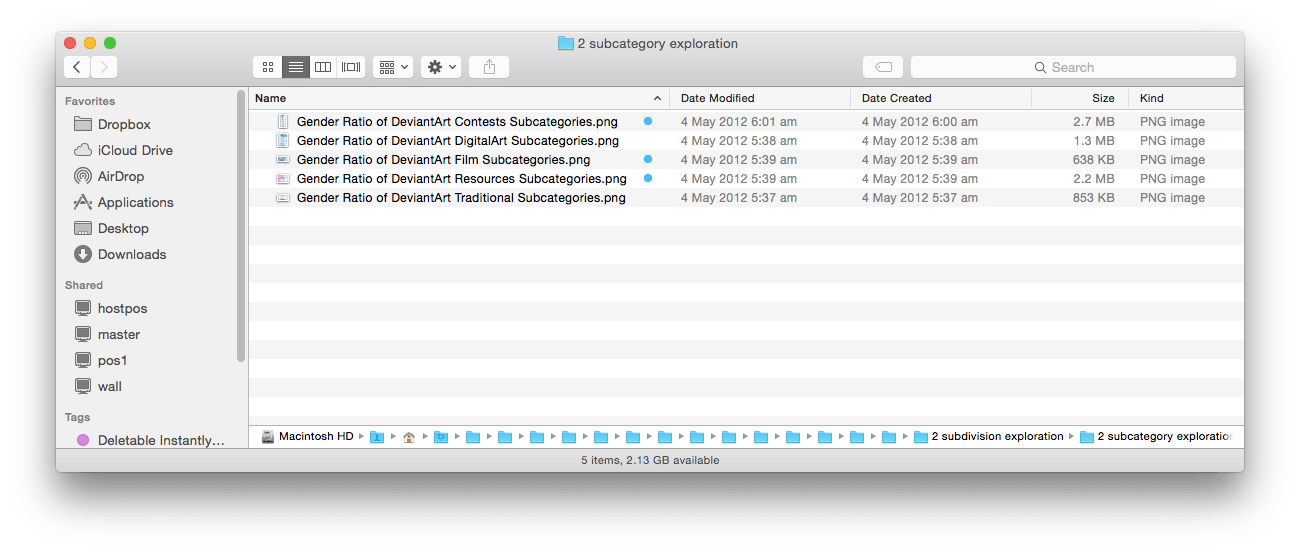 2 subcategory exploration
Search
Favorites
Dropbox
iCloud Drive
AirDrop
Applications
Desktop
Downloads
Shared
hostpos
master
pos1
wall
Tags
Deletable Instantly…
Name Date Modified Date Created Size Kind
Gender Ratio of DeviantArt Contests Subcategories.png 4 May 2012 6:01 am 4 May 2012 6:00 am 2.7 MB PNG image
Gender Ratio of DeviantArt DigitalArt Subcategories.png 4 May 2012 5:38 am 4 May 2012 5:38 am 1.3 MB PNG image
Gender Ratio of DeviantArt Film Subcategories.png 4 May 2012 5:39 am 4 May 2012 5:39 am 638 KB PNG image
Gender Ratio of DeviantArt Resources Subcategories.png 4 May 2012 5:39 am 4 May 2012 5:39 am 2.2 MB PNG image
Gender Ratio of DeviantArt Traditional Subcategories.png 4 May 2012 5:37 am 4 May 2012 5:37 am 853 KB PNG image
Macintosh HD 2 subdivision exploration 2 subcategory exploration
5 items, 2.13 GB available